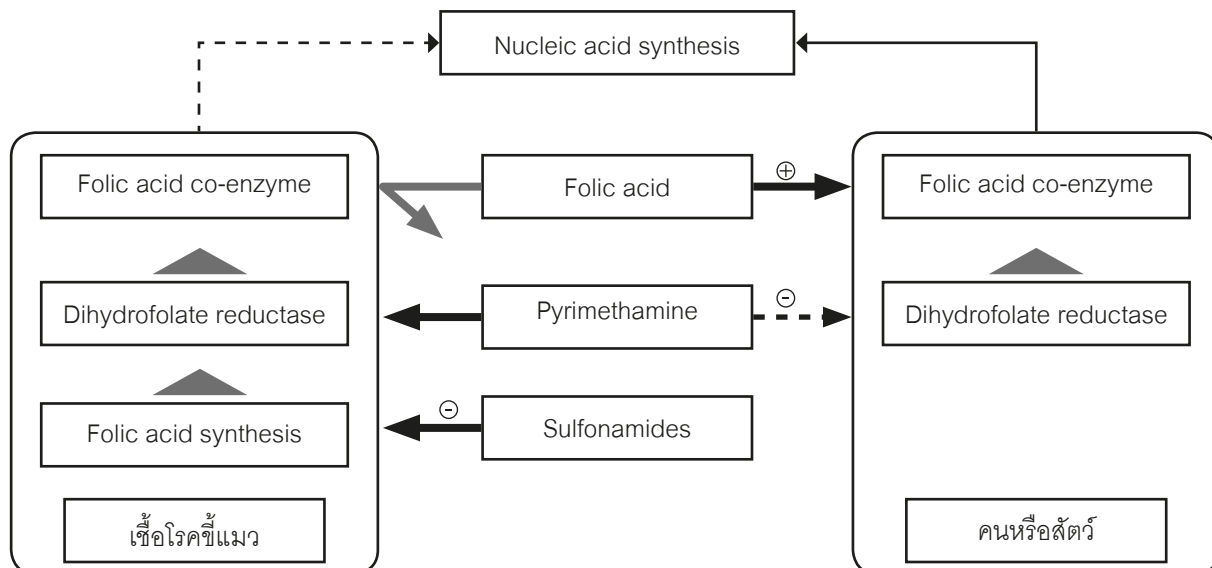 Nucleic acid synthesis
Folic acid co-enzyme
Folic acid
⊕
Folic acid co-enzyme
Dihydrofolate reductase
Pyrimethamine
⊖
Dihydrofolate reductase
Folic acid synthesis
⊖
Sulfonamides
เชื้อโรคขี้แมว
คนหรือสัตว์